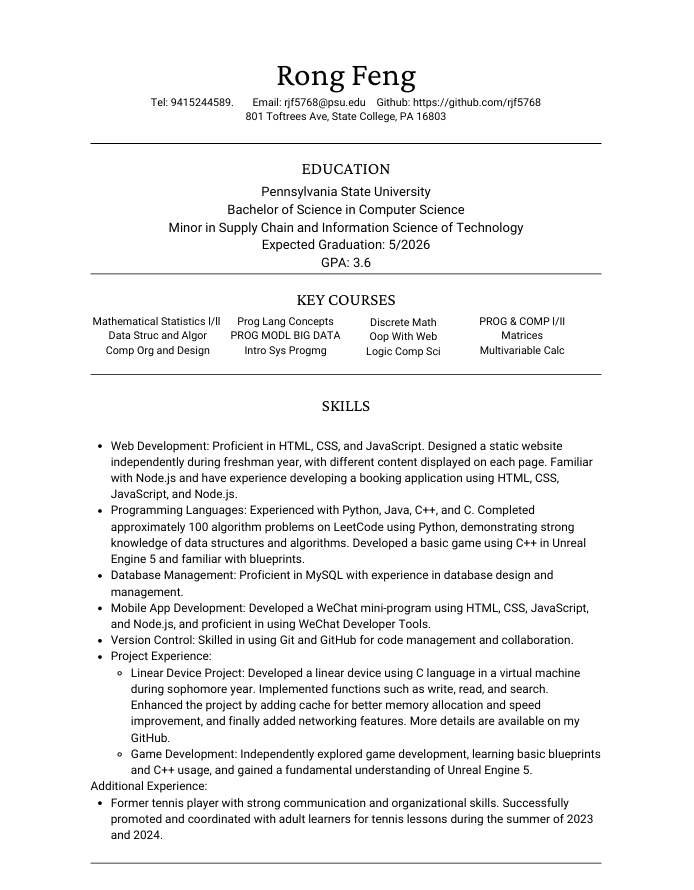 Rong Feng
Tel: 9415244589. Email: rjf5768@psu.edu Github: https://github.com/rjf5768
801 Toftrees Ave, State College, PA 16803
EDUCATION
Pennsylvania State University
Bachelor of Science in Computer Science
Minor in Supply Chain and Information Science of Technology
Expected Graduation: 5/2026
GPA: 3.6
KEY COURSES
Mathematical Statistics I/II Prog Lang Concepts Discrete Math PROG & COMP I/II
Data Struc and Algor PROG MODL BIG DATA Oop With Web Matrices
Comp Org and Design Intro Sys Progmg Logic Comp Sci Multivariable Calc
SKILLS
• Web Development: Proficient in HTML, CSS, and JavaScript. Designed a static website
independently during freshman year, with different content displayed on each page. Familiar
with Node.js and have experience developing a booking application using HTML, CSS,
JavaScript, and Node.js.
• Programming Languages: Experienced with Python, Java, C++, and C. Completed
approximately 100 algorithm problems on LeetCode using Python, demonstrating strong
knowledge of data structures and algorithms. Developed a basic game using C++ in Unreal
Engine 5 and familiar with blueprints.
• Database Management: Proficient in MySQL with experience in database design and
management.
• Mobile App Development: Developed a WeChat mini-program using HTML, CSS, JavaScript,
and Node.js, and proficient in using WeChat Developer Tools.
• Version Control: Skilled in using Git and GitHub for code management and collaboration.
• Project Experience:
◦ Linear Device Project: Developed a linear device using C language in a virtual machine
during sophomore year. Implemented functions such as write, read, and search.
Enhanced the project by adding cache for better memory allocation and speed
improvement, and finally added networking features. More details are available on my
GitHub.
◦ Game Development: Independently explored game development, learning basic blueprints
and C++ usage, and gained a fundamental understanding of Unreal Engine 5.
Additional Experience:
• Former tennis player with strong communication and organizational skills. Successfully
promoted and coordinated with adult learners for tennis lessons during the summer of 2023
and 2024.